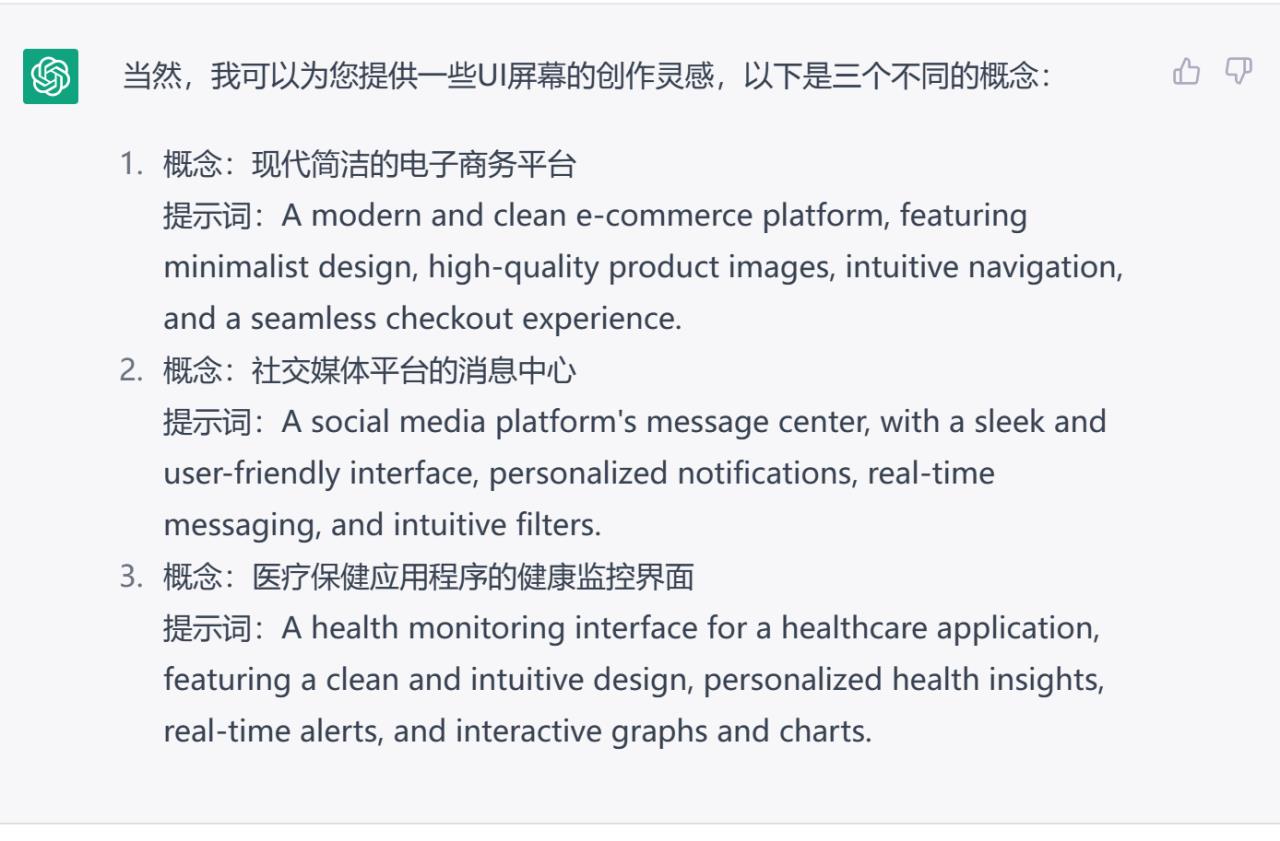 当然，我可以为您提供一些UI屏幕的创作灵感，以下是三个不同的概念：
1. 概念：现代简洁的电子商务平台
提示词：A modern and clean e-commerce platform, featuring
minimalist design, high-quality product images, intuitive navigation,
and a seamless checkout experience.
2. 概念：社交媒体平台的消息中心
提示词：A social media platform's message center, with a sleek and
user-friendly interface, personalized notifications, real-time
messaging, and intuitive filters.
3. 概念：医疗保健应用程序的健康监控界面
提示词：A health monitoring interface for a healthcare application,
featuring a clean and intuitive design, personalized health insights,
real-time alerts, and interactive graphs and charts.